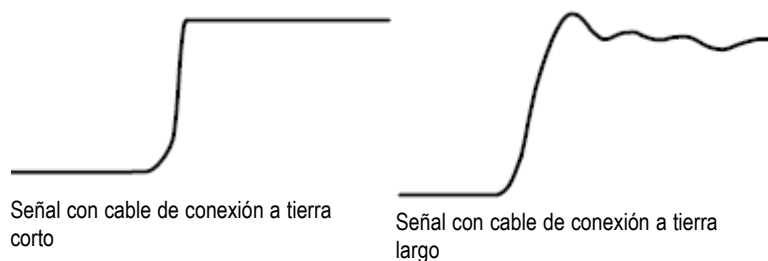 Señal con cable de conexión a tierra
corto
Señal con cable de conexión a tierra
largo